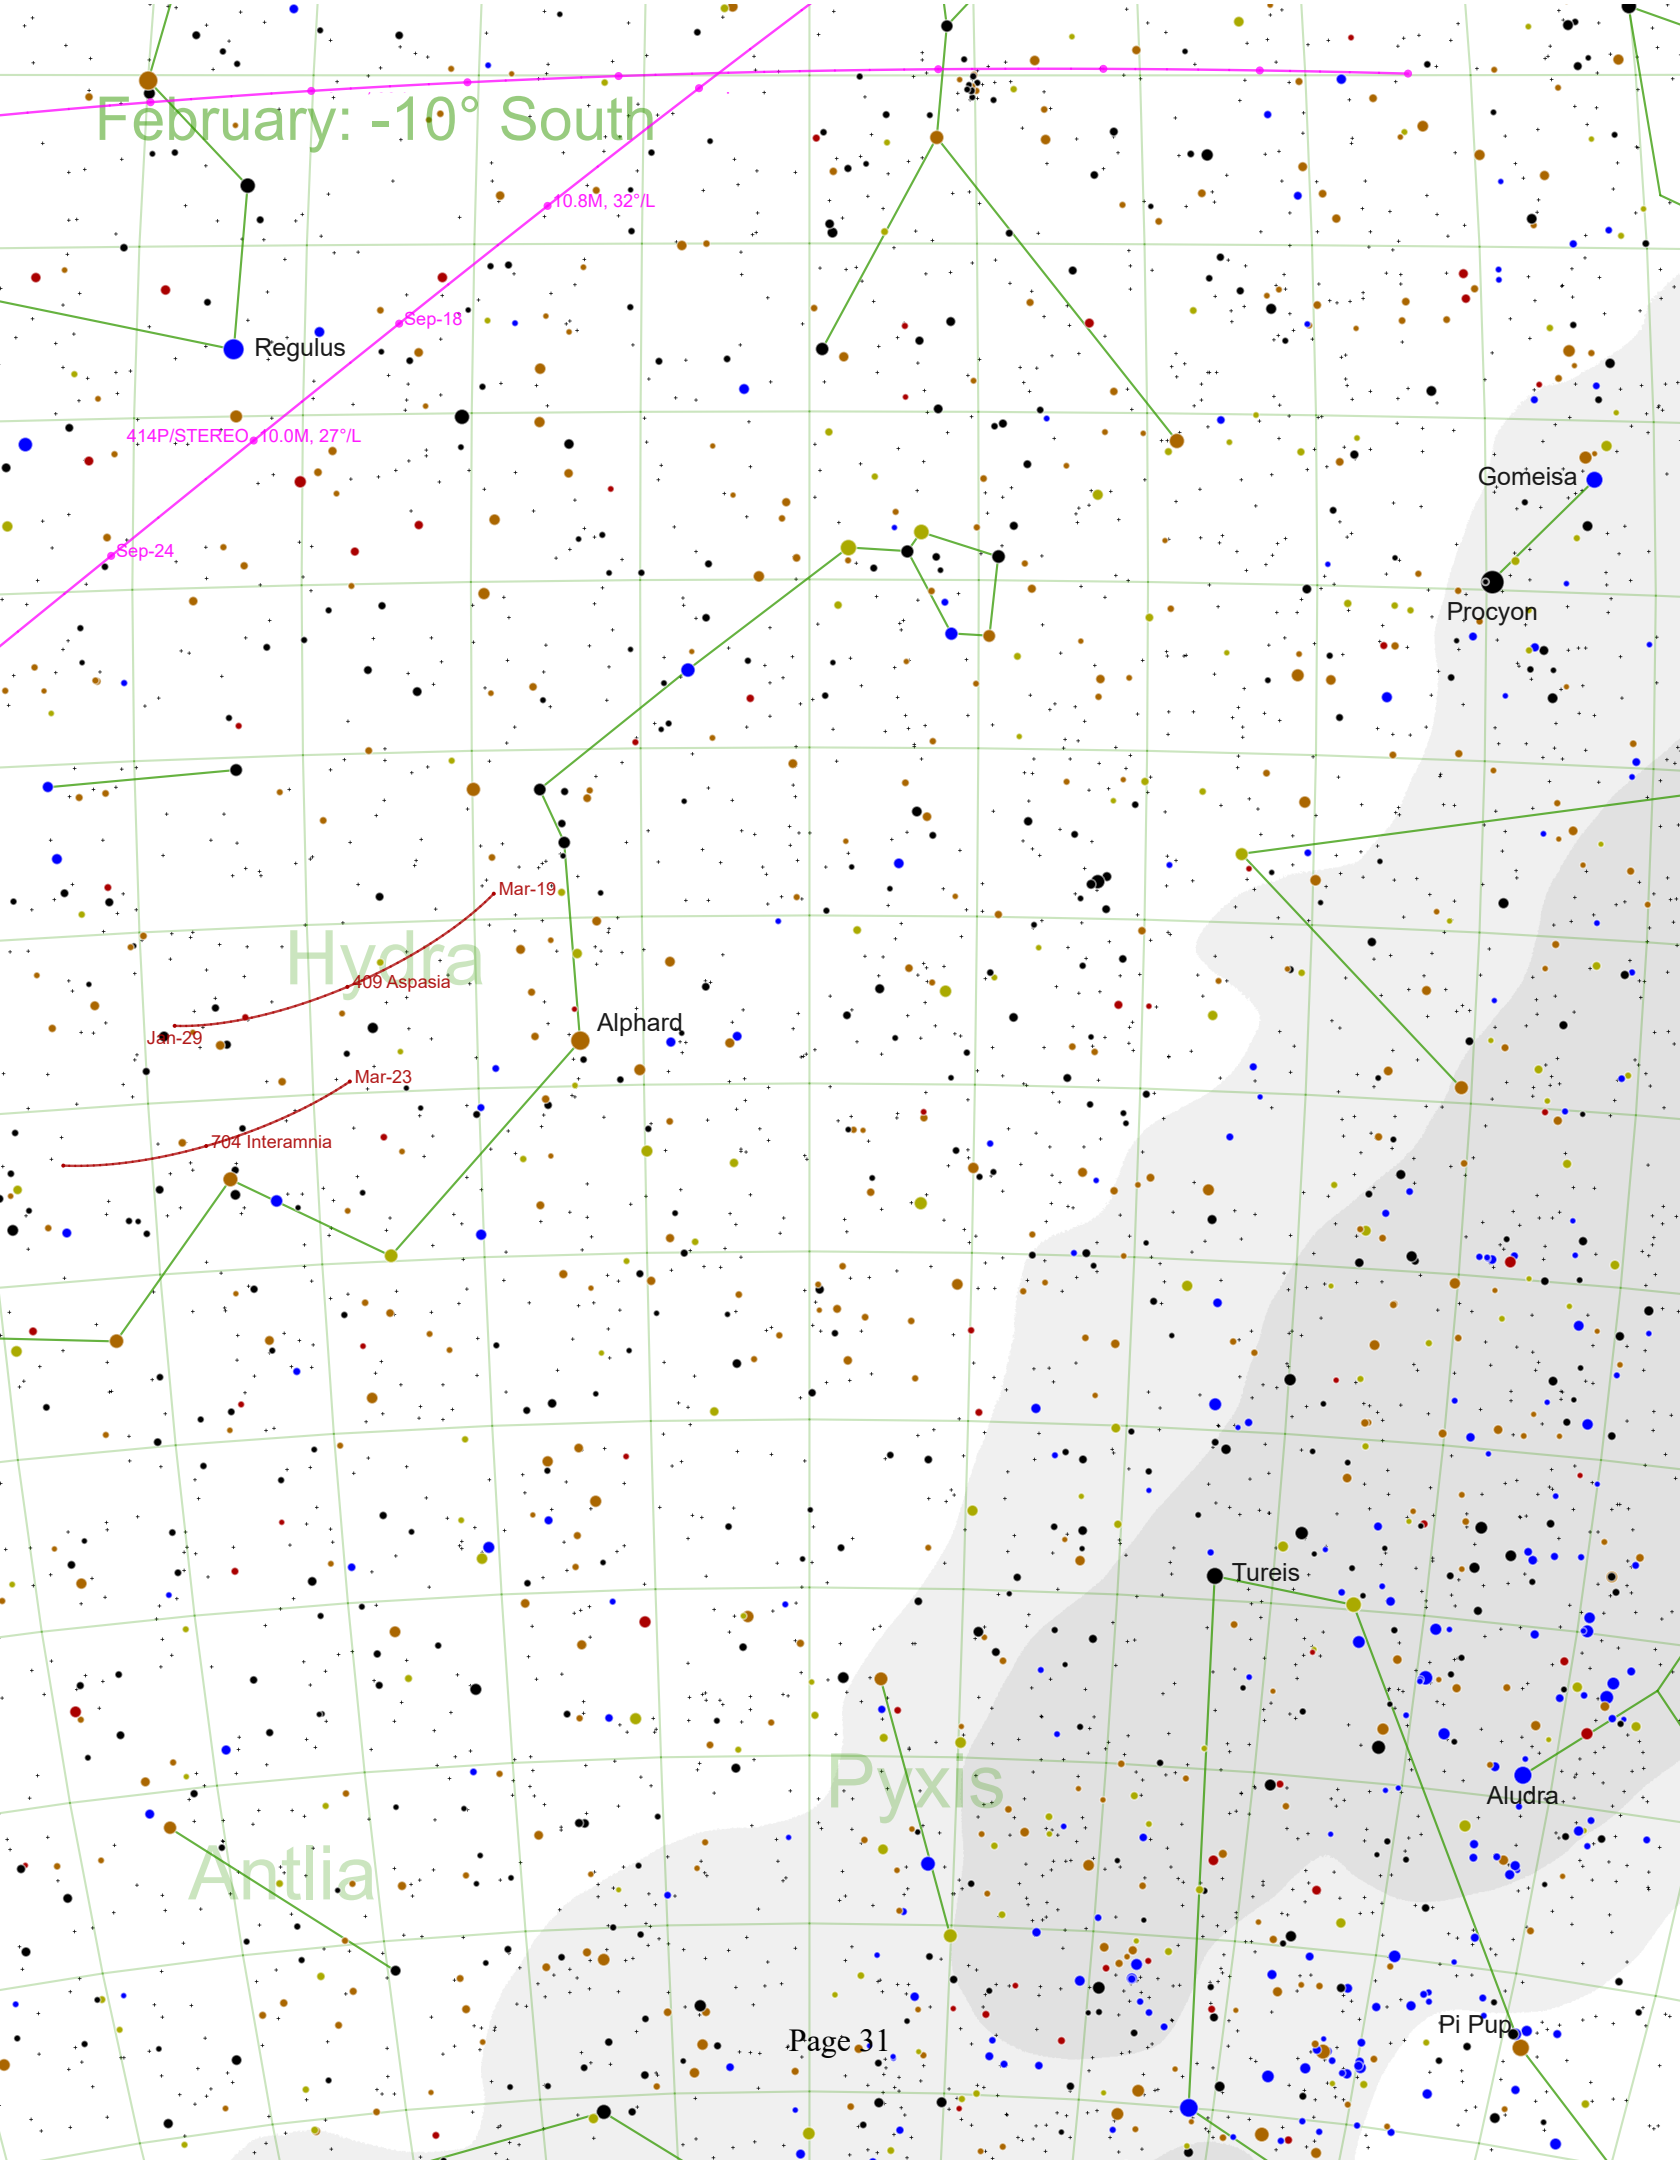 February: -10° South
10.8M, 32°/L
Sep-18
Regulus
414P/STEREO
10.0M, 27°/L
Gomeisa
Sep-24
Procyon
Mar-19
Hydra
409 Aspasia
Alphard
Jan-29
Mar-23
704 Interamnia
Tureis
Pyxis
Aludra
Antlia
Pi Pup
Page 31